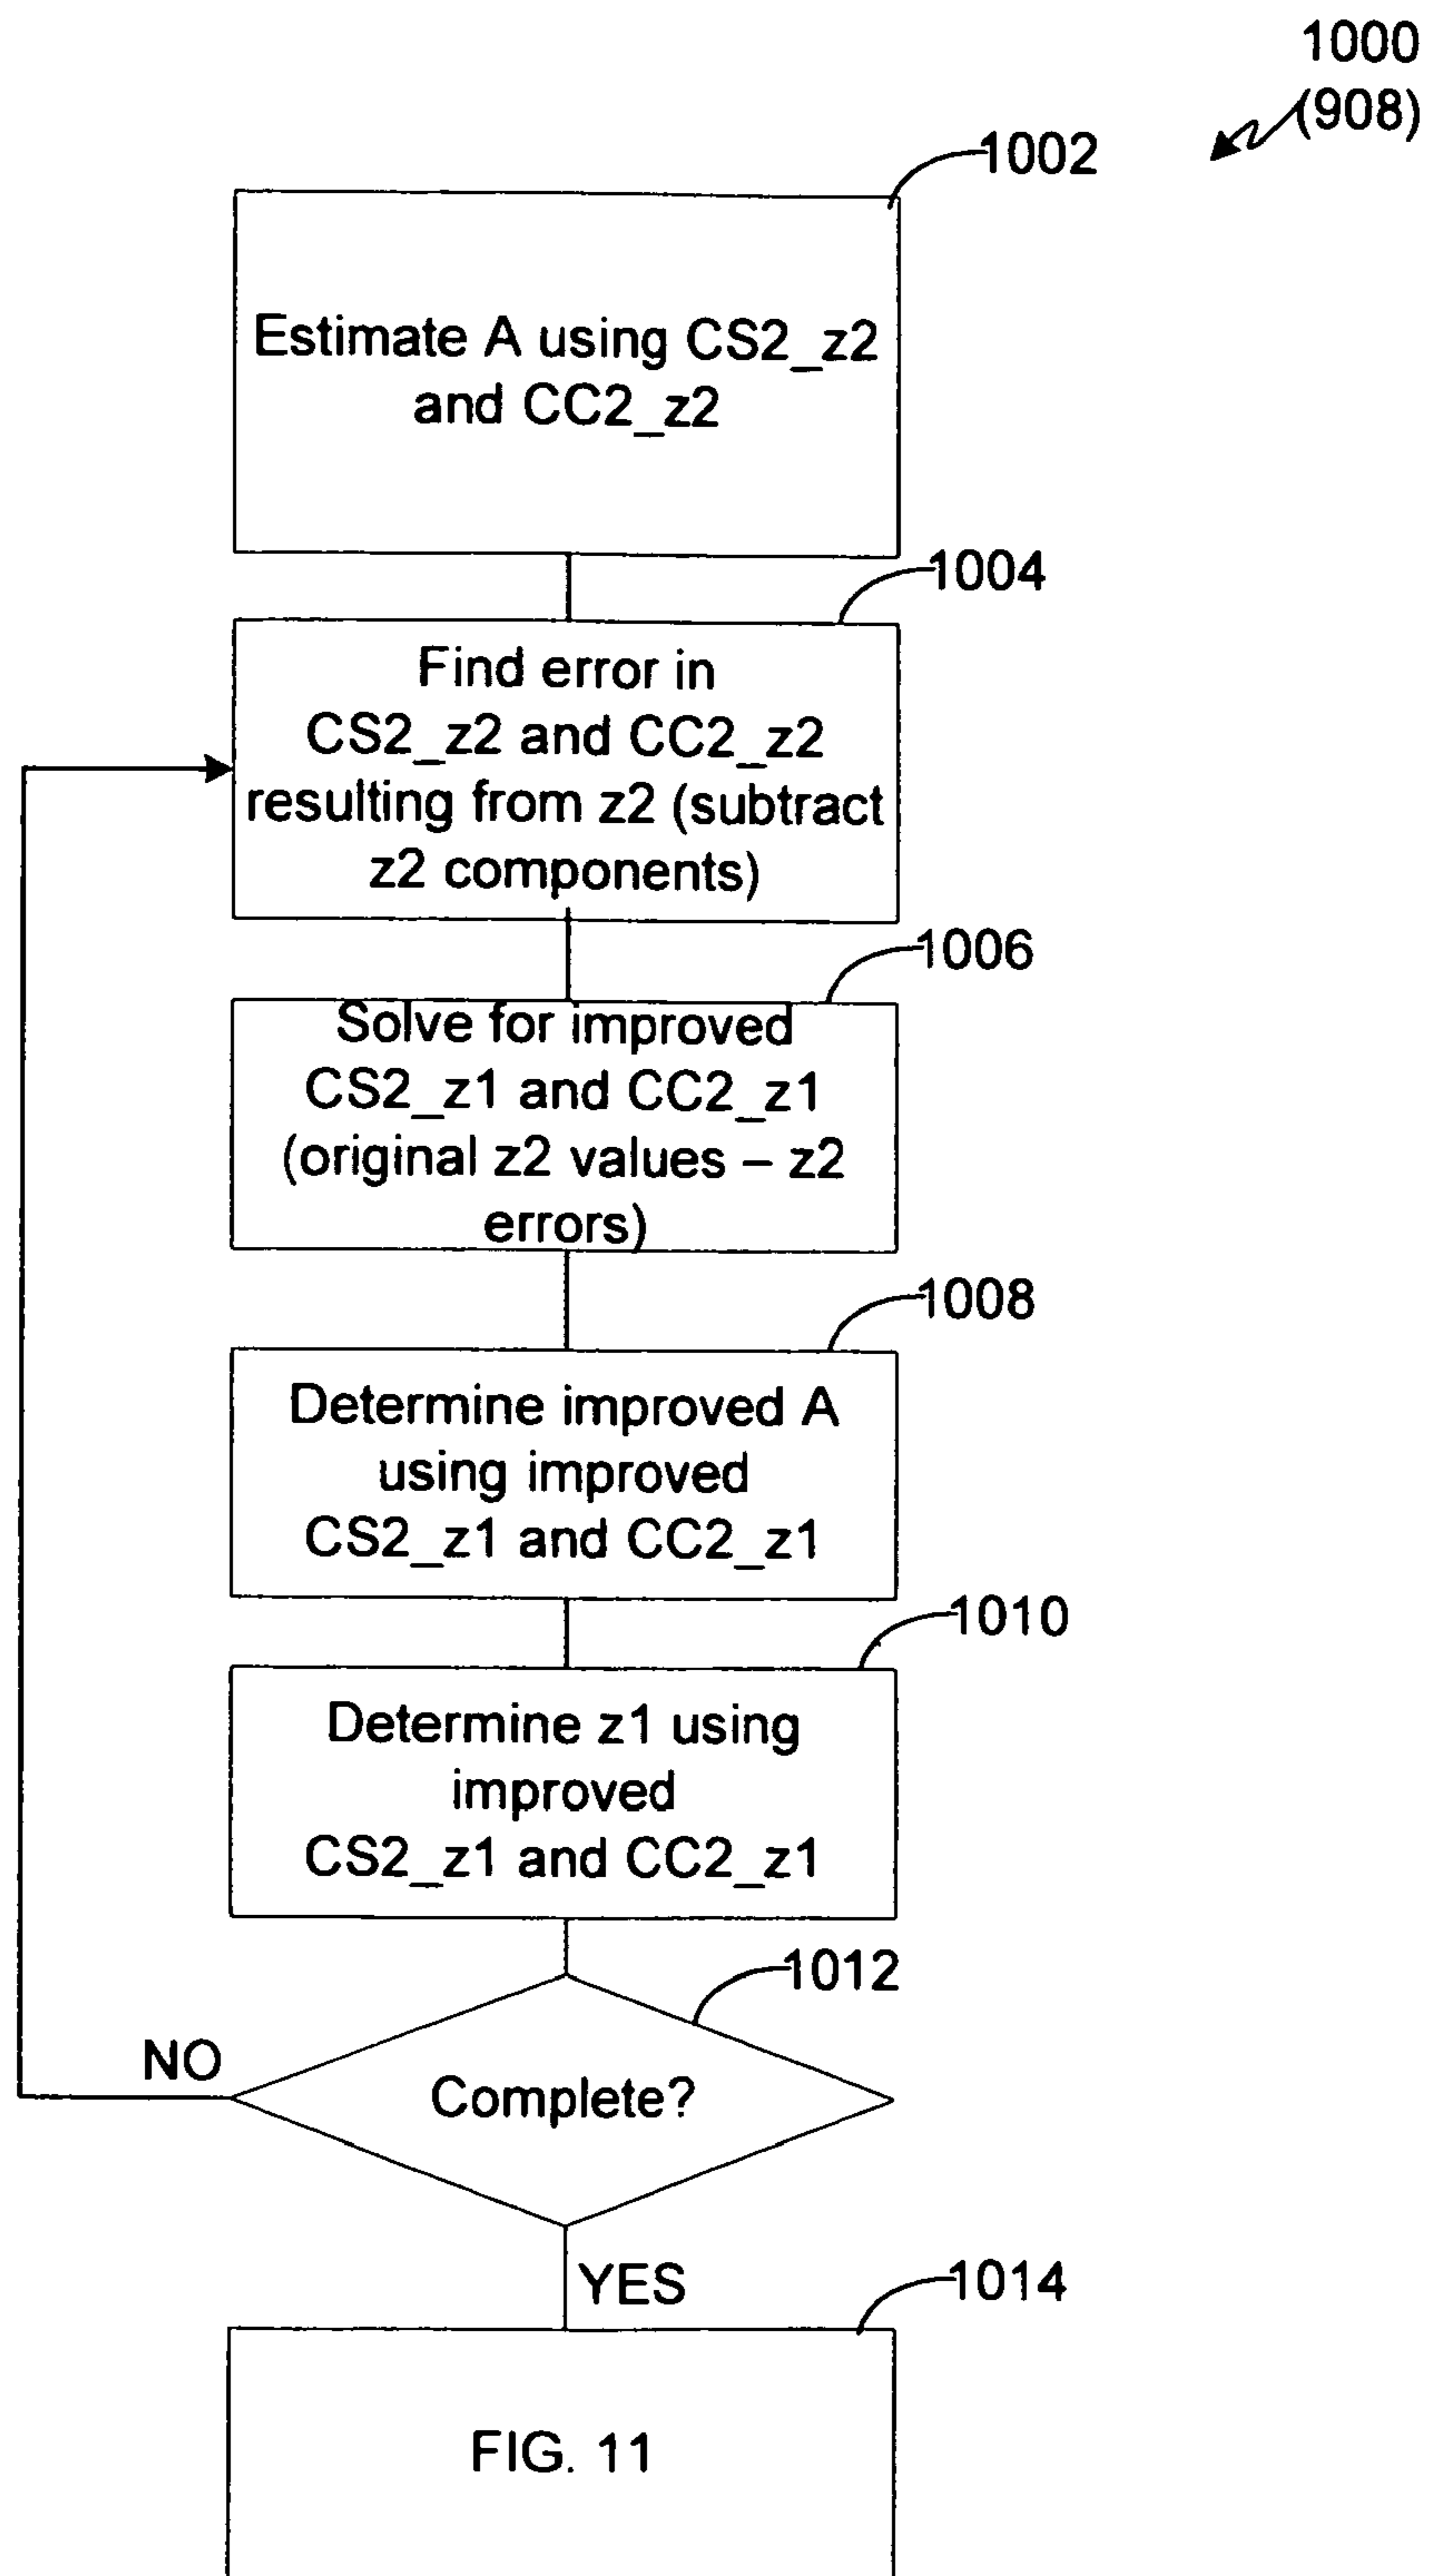 1000
(908)
1002
Estimate A using CS2_z2
and CC2_z2
1004
Find error in
CS2_z2 and CC2_z2
resulting from z2 (subtract
z2 components)
1006
Solve for improved
CS2_z1 and CC2_z1
(original z2 values – z2
errors)
1008
Determine improved A
using improved
CS2_z1 and CC2_z1
1010
Determine z1 using
improved
CS2_z1 and CC2_z1
1012
NO
Complete?
YES
1014
FIG. 11